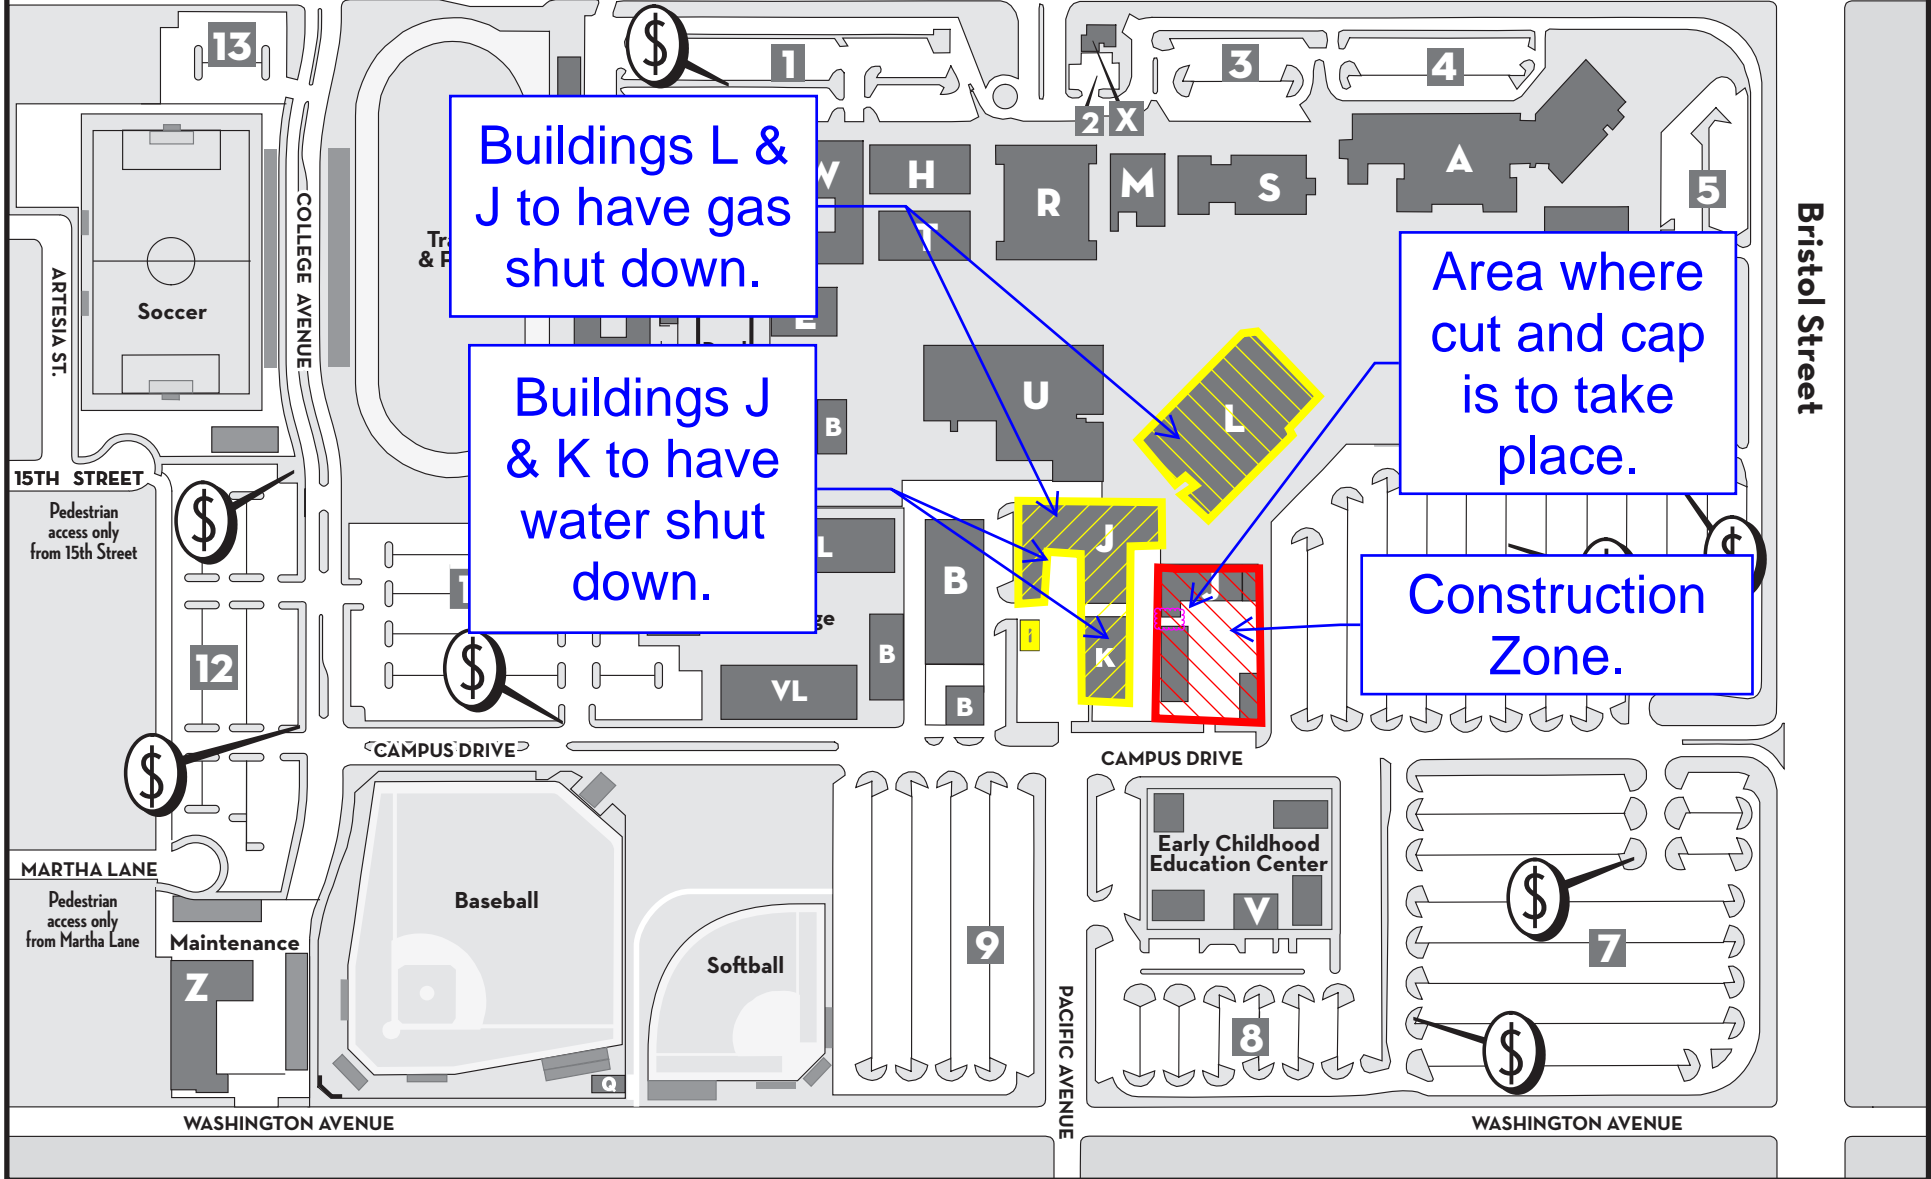 13
1
3
4
2 X
5
Buildings L &
J to have gas
shut down.
W
H
T
R
M
S
A
COLLEGE AVENUE
ARTESIA ST.
Soccer
Bristol Street
Area where
cut and cap
is to take
place.
E
U
L
B
Buildings J
& K to have
water shut
down.
15TH STREET
Pedestrian
access only
from 15th Street
L
B
J
K
i
Construction
Zone.
12
B
VL
B
CAMPUS DRIVE
CAMPUS DRIVE
MARTHA LANE
Pedestrian
access only
from Martha Lane
Maintenance
Z
Baseball
Softball
Q
9
Early Childhood
Education Center
V
7
8
PACIFIC AVENUE
WASHINGTON AVENUE
WASHINGTON AVENUE
$
$
$
$
$
$
$